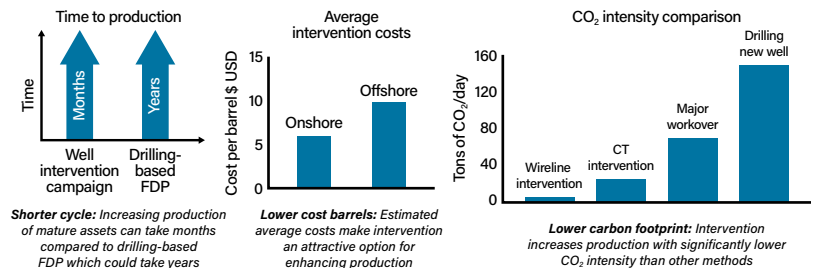 Time to production
Time
Months
Years
Well
intervention
campaign
Drilling-
based
FDP
Shorter cycle: Increasing production
of mature assets can take months
compared to drilling-based
FDP which could take years
Average
intervention costs
Cost per barrel $ USD
15
10
5
0
Onshore
Offshore
Lower cost barrels: Estimated
average costs make intervention
an attractive option for
enhancing production
CO₂ intensity comparison
Tons of CO₂/day
160
120
80
40
0
Wireline
intervention
CT
intervention
Major
workover
Drilling
new well
Lower carbon footprint: Intervention
increases production with significantly lower
CO₂ intensity than other methods